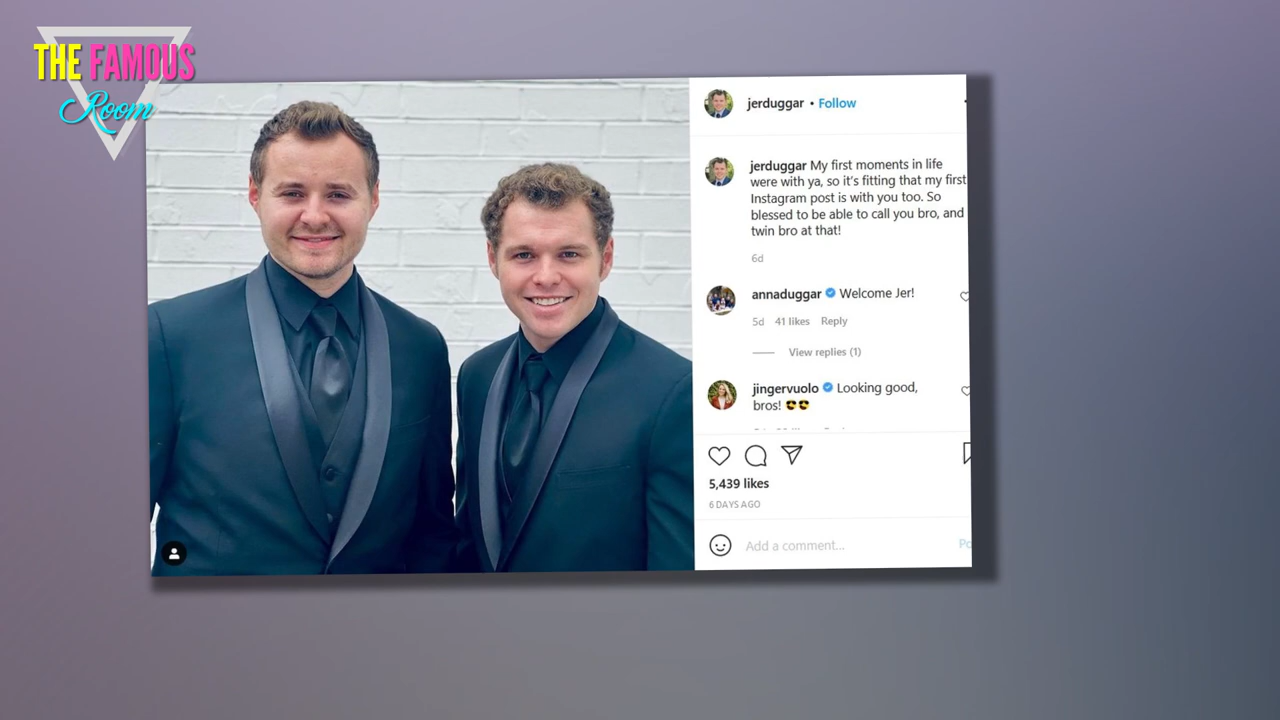 THE FAMOUS
Room
jerduggar • Follow
jerduggar My first moments in life
were with ya, so it's fitting that my first
Instagram post is with you too. So
blessed to be able to call you bro, and
twin bro at that!
6d
annaduggar Welcome Jer!
5d 41 likes Reply
View replies (1)
jingervuolo Looking good,
bros! 😎😎
5,439 likes
6 DAYS AGO
Add a comment...